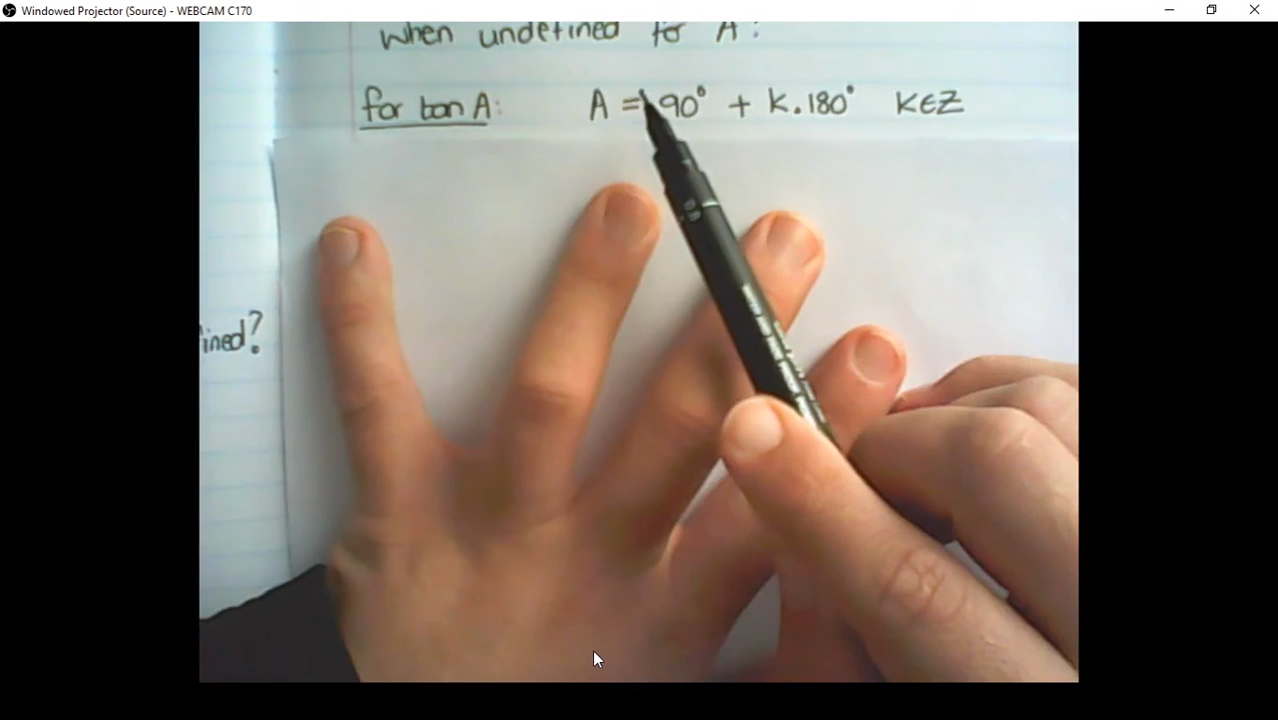 Windowed Projector (Source) - WEBCAM C170
when undefined for A:
for tan A: A = 90° + k.180° K∈Z
ined?